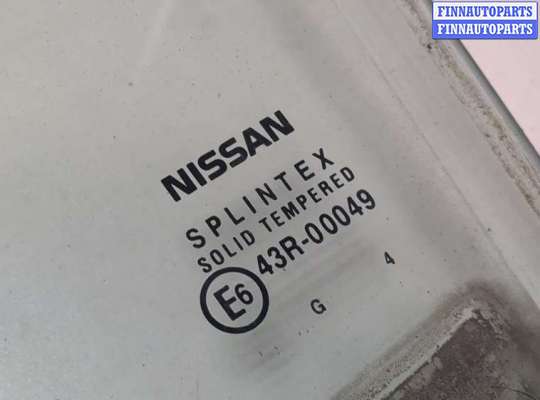 FINNAUTOPARTS
FINNAUTOPARTS
NISSAN
SPLINTEX
SOLID TEMPERED
E6 43R-00049
G 4